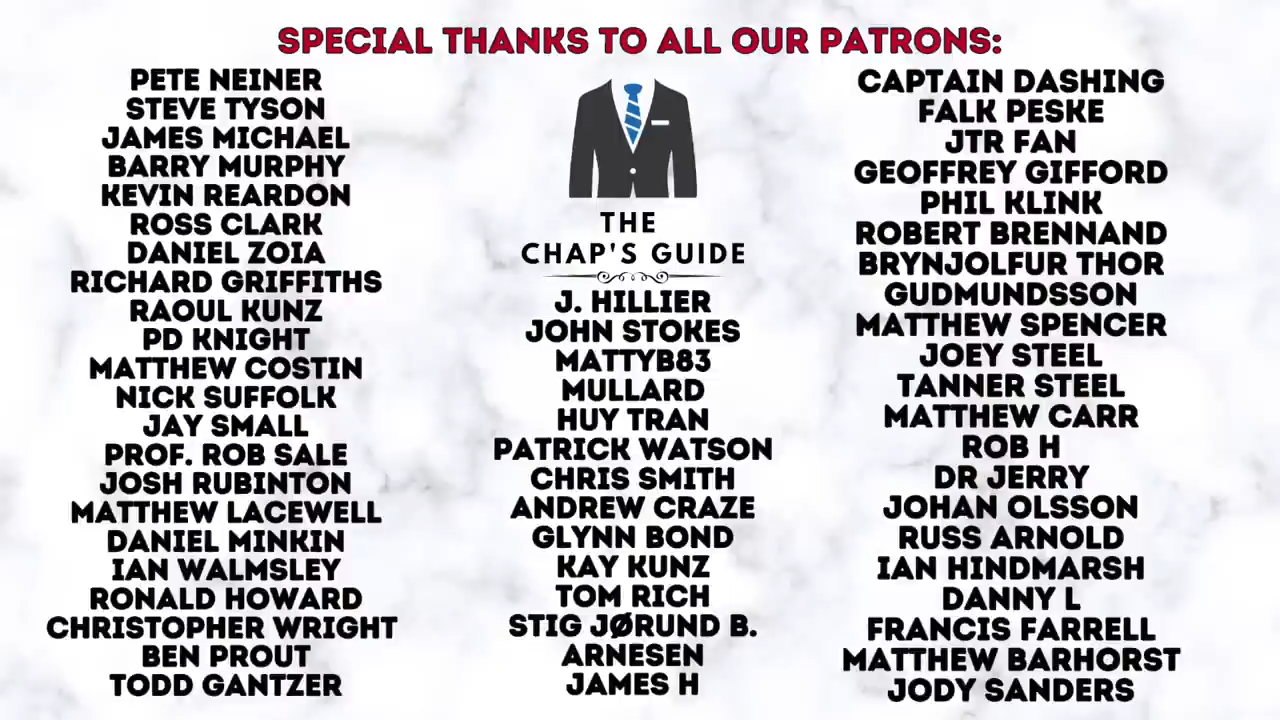 SPECIAL THANKS TO ALL OUR PATRONS:
PETE NEINER
STEVE TYSON
JAMES MICHAEL
BARRY MURPHY
KEVIN REARDON
ROSS CLARK
DANIEL ZOIA
RICHARD GRIFFITHS
RAOUL KUNZ
PD KNIGHT
MATTHEW COSTIN
NICK SUFFOLK
JAY SMALL
PROF. ROB SALE
JOSH RUBINTON
MATTHEW LACEWELL
DANIEL MINKIN
IAN WALMSLEY
RONALD HOWARD
CHRISTOPHER WRIGHT
BEN PROUT
TODD GANTZER
THE
CHAP'S GUIDE
J. HILLIER
JOHN STOKES
MATTYB83
MULLARD
HUY TRAN
PATRICK WATSON
CHRIS SMITH
ANDREW CRAZE
GLYNN BOND
KAY KUNZ
TOM RICH
STIG JØRUND B.
ARNESEN
JAMES H
CAPTAIN DASHING
FALK PESKE
JTR FAN
GEOFFREY GIFFORD
PHIL KLINK
ROBERT BRENNAND
BRYNJOLFUR THOR
GUDMUNDSSON
MATTHEW SPENCER
JOEY STEEL
TANNER STEEL
MATTHEW CARR
ROB H
DR JERRY
JOHAN OLSSON
RUSS ARNOLD
IAN HINDMARSH
DANNY L
FRANCIS FARRELL
MATTHEW BARHORST
JODY SANDERS